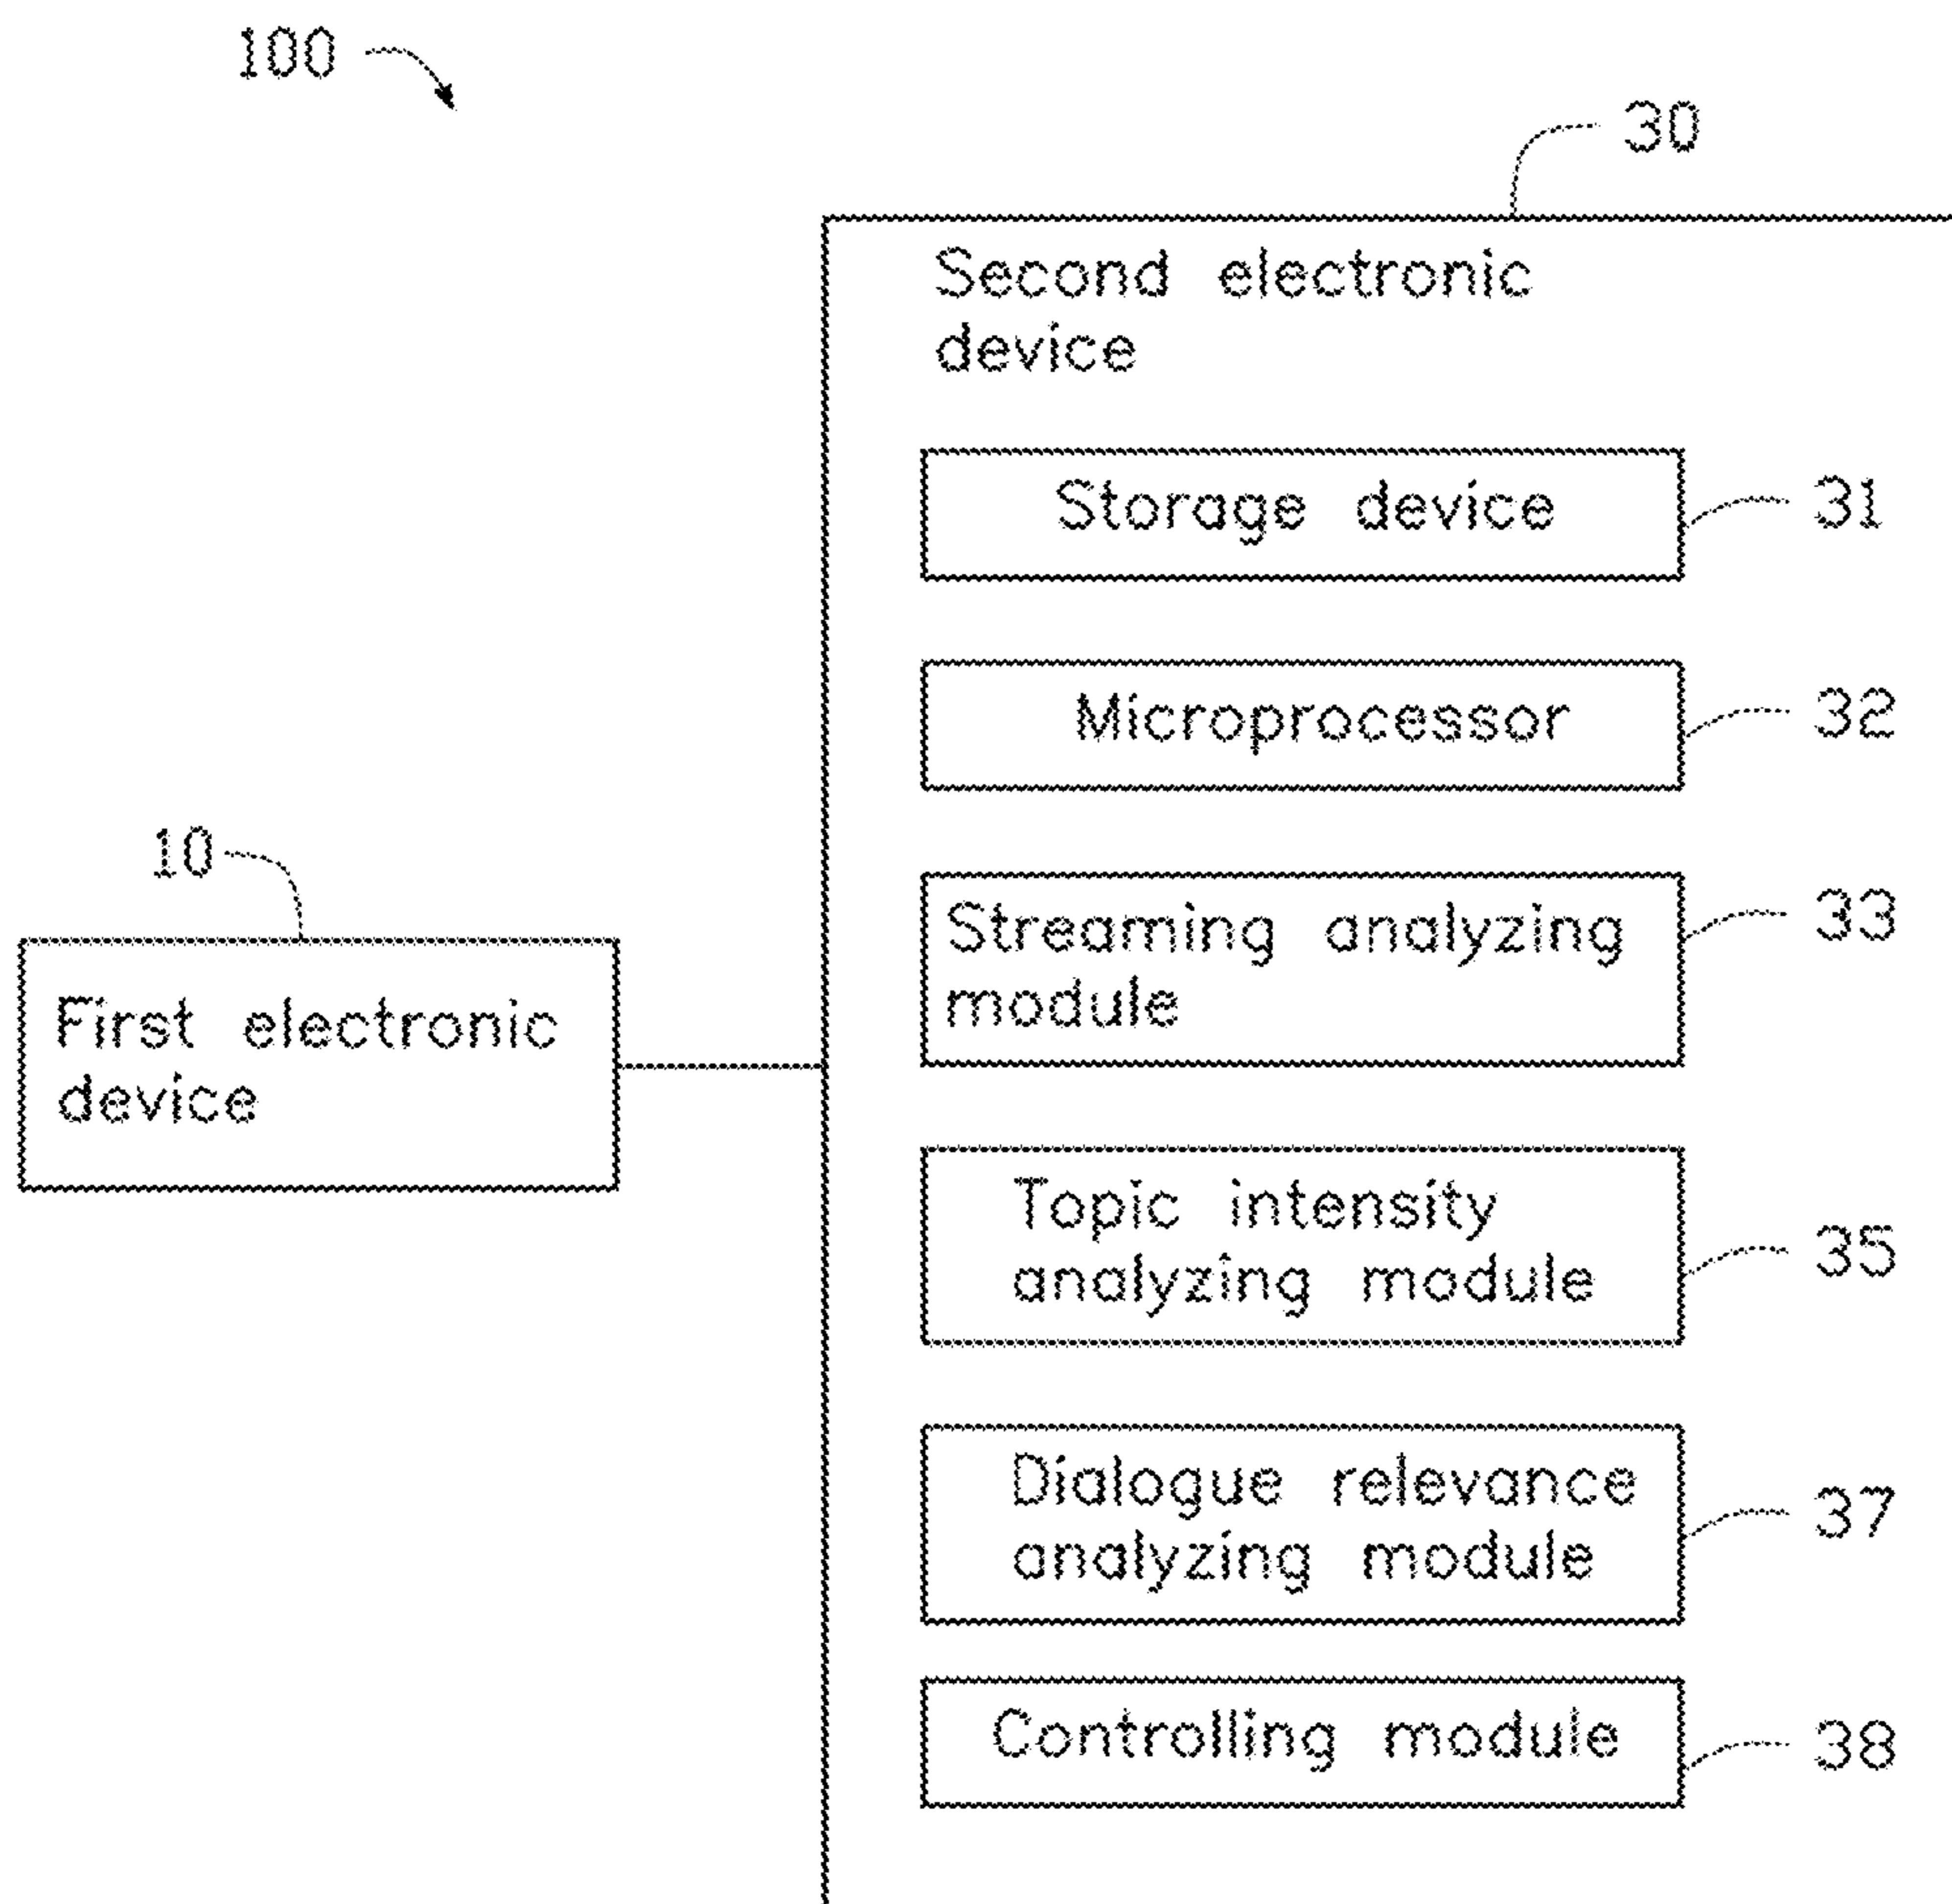 100
30
Second electronic
device
Storage device
31
Microprocessor
32
10
Streaming analyzing
module
33
First electronic
device
Topic intensity
analyzing module
35
Dialogue relevance
analyzing module
37
Controlling module
38